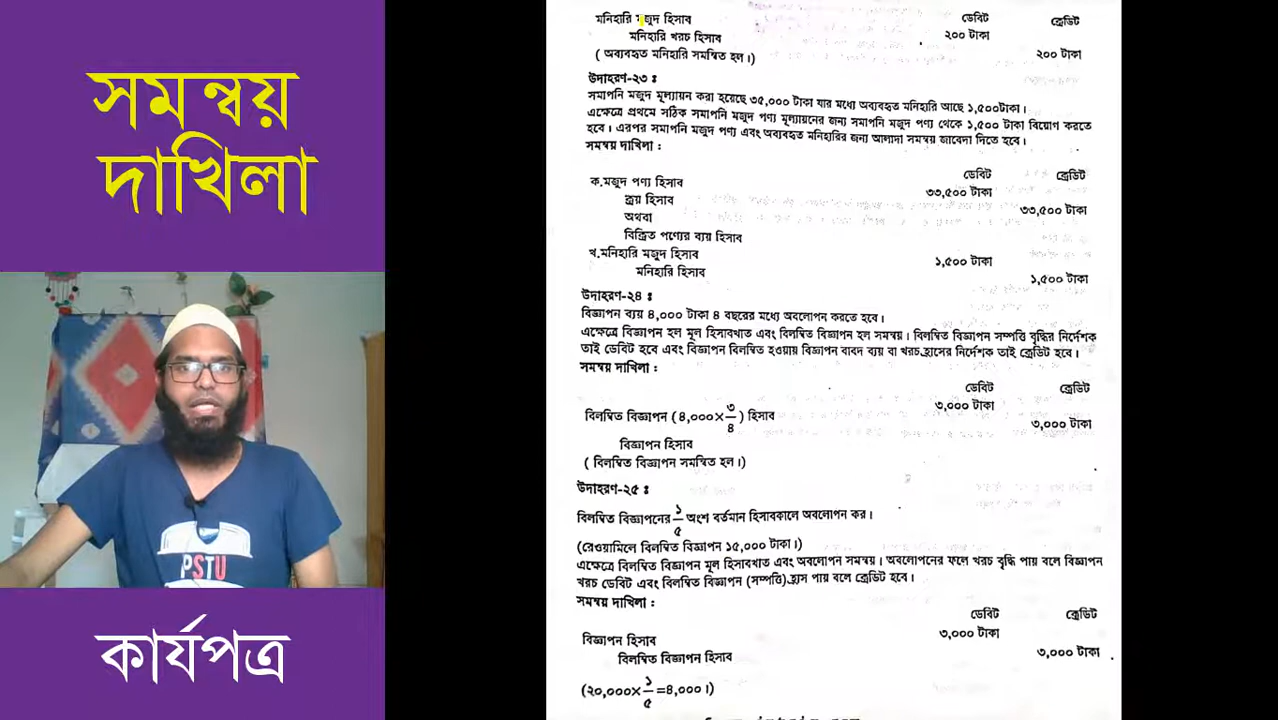 সমন্বয়
দাখিলা
PSTU
কার্যপত্র
মনিহারি মজুদ হিসাব ডেবিট ক্রেডিট
মনিহারি খরচ হিসাব ২০০ টাকা
( অব্যবহৃত মনিহারি সমন্বিত হল।) ২০০ টাকা
উদাহরণ-২৩ ঃ
সমাপনি মজুদ মূল্যায়ন করা হয়েছে ৩৫,০০০ টাকা যার মধ্যে অব্যবহৃত মনিহারি আছে ১,৫০০টাকা।
এক্ষেত্রে প্রথমে সঠিক সমাপনি মজুদ পণ্য মূল্যায়নের জন্য সমাপনি মজুদ পণ্য থেকে ১,৫০০ টাকা বিয়োগ করতে
হবে। এরপর সমাপনি মজুদ পণ্য এবং অব্যবহৃত মনিহারির জন্য আলাদা সমন্বয় জাবেদা দিতে হবে।
সমন্বয় দাখিলা :
ডেবিট ক্রেডিট
ক.মজুদ পণ্য হিসাব ৩৩,৫০০ টাকা
ক্রয় হিসাব ৩৩,৫০০ টাকা
অথবা
বিক্রিত পণ্যের ব্যয় হিসাব
খ.মনিহারি মজুদ হিসাব ১,৫০০ টাকা
মনিহারি হিসাব ১,৫০০ টাকা
উদাহরণ-২৪ ঃ
বিজ্ঞাপন ব্যয় ৪,০০০ টাকা ৪ বছরের মধ্যে অবলোপন করতে হবে।
এক্ষেত্রে বিজ্ঞাপন হল মূল হিসাবখাত এবং বিলম্বিত বিজ্ঞাপন হল সমন্বয়। বিলম্বিত বিজ্ঞাপন সম্পত্তি বৃদ্ধির নির্দেশক
তাই ডেবিট হবে এবং বিজ্ঞাপন বিলম্বিত হওয়ায় বিজ্ঞাপন বাবদ ব্যয় বা খরচ হ্রাসের নির্দেশক তাই ক্রেডিট হবে।
সমন্বয় দাখিলা :
ডেবিট ক্রেডিট
বিলম্বিত বিজ্ঞাপন (৪,০০০×৩/৪) হিসাব ৩,০০০ টাকা
বিজ্ঞাপন হিসাব ৩,০০০ টাকা
( বিলম্বিত বিজ্ঞাপন সমন্বিত হল।)
উদাহরণ-২৫ ঃ
বিলম্বিত বিজ্ঞাপনের ১/৫ অংশ বর্তমান হিসাবকালে অবলোপন কর।
(রেওয়ামিলে বিলম্বিত বিজ্ঞাপন ১৫,০০০ টাকা।)
এক্ষেত্রে বিলম্বিত বিজ্ঞাপন মূল হিসাবখাত এবং অবলোপন সমন্বয়। অবলোপনের ফলে খরচ বৃদ্ধি পায় বলে বিজ্ঞাপন
খরচ ডেবিট এবং বিলম্বিত বিজ্ঞাপন (সম্পত্তি) হ্রাস পায় বলে ক্রেডিট হবে।
সমন্বয় দাখিলা :
ডেবিট ক্রেডিট
বিজ্ঞাপন হিসাব ৩,০০০ টাকা
বিলম্বিত বিজ্ঞাপন হিসাব ৩,০০০ টাকা
(২০,০০০×১/৫=৪,০০০।)